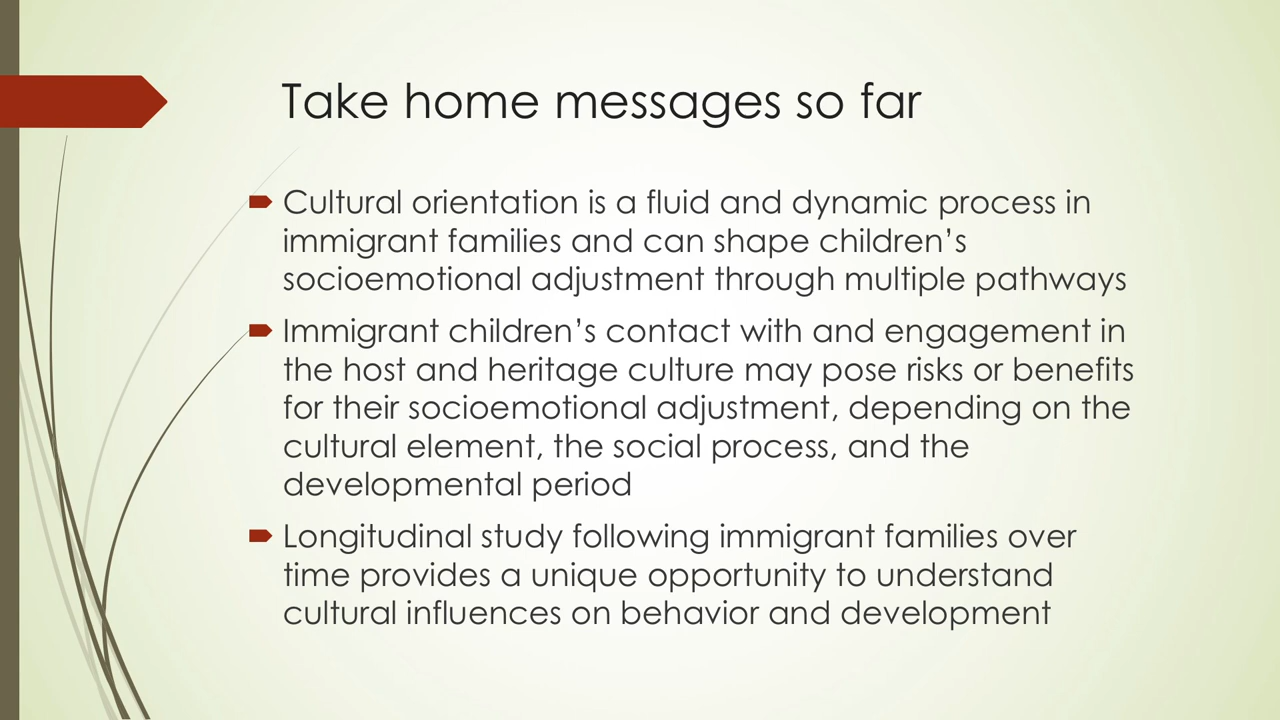 Take home messages so far
Cultural orientation is a fluid and dynamic process in
immigrant families and can shape children’s
socioemotional adjustment through multiple pathways
Immigrant children’s contact with and engagement in
the host and heritage culture may pose risks or benefits
for their socioemotional adjustment, depending on the
cultural element, the social process, and the
developmental period
Longitudinal study following immigrant families over
time provides a unique opportunity to understand
cultural influences on behavior and development